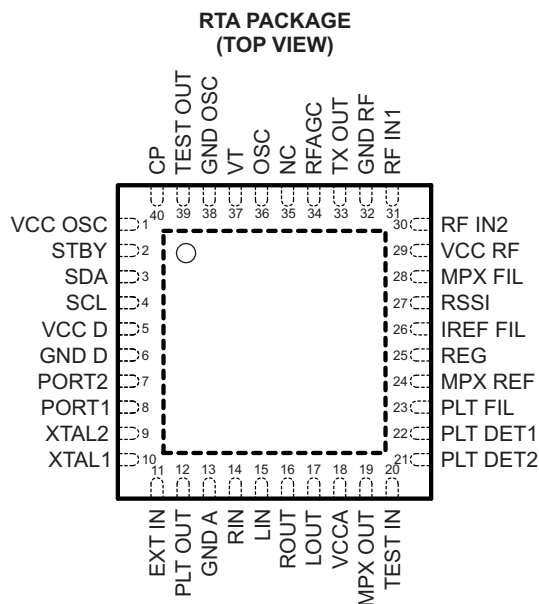 RTA PACKAGE
(TOP VIEW)
CP
TEST OUT
GND OSC
VT
OSC
NC
RFAGC
TX OUT
GND RF
RF IN1
40
39
38
37
36
35
34
33
32
31
VCC OSC 1
STBY 2
SDA 3
SCL 4
VCC D 5
GND D 6
PORT2 7
PORT1 8
XTAL2 9
XTAL1 10
30 RF IN2
29 VCC RF
28 MPX FIL
27 RSSI
26 IREF FIL
25 REG
24 MPX REF
23 PLT FIL
22 PLT DET1
21 PLT DET2
11
12
13
14
15
16
17
18
19
20
EXT IN
PLT OUT
GND A
RIN
LIN
ROUT
LOUT
VCCA
MPX OUT
TEST IN